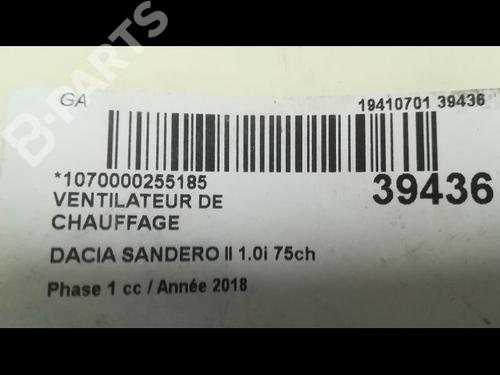 B-PARTS
GA
19410701 39436
*1070000255185
39436
VENTILATEUR DE
CHAUFFAGE
DACIA SANDERO II 1.0i 75ch
Phase 1 cc / Année 2018